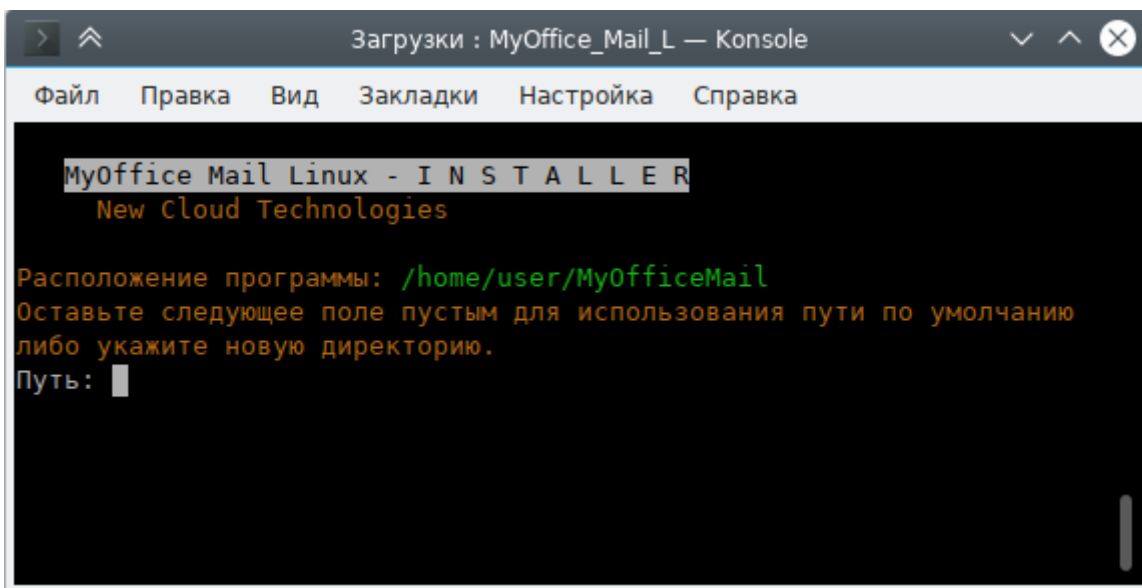 Загрузки : MyOffice_Mail_L — Konsole
Файл Правка Вид Закладки Настройка Справка
MyOffice Mail Linux - I N S T A L L E R
New Cloud Technologies
Расположение программы: /home/user/MyOfficeMail
Оставьте следующее поле пустым для использования пути по умолчанию
либо укажите новую директорию.
Путь: